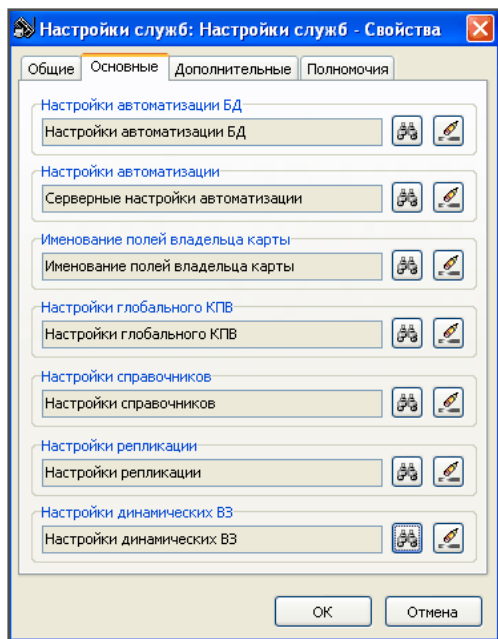 Настройки служб: Настройки служб - Свойства
Общие Основные Дополнительные Полномочия
Настройки автоматизации БД
Настройки автоматизации БД
Настройки автоматизации
Серверные настройки автоматизации
Именование полей владельца карты
Именование полей владельца карты
Настройки глобального КПВ
Настройки глобального КПВ
Настройки справочников
Настройки справочников
Настройки репликации
Настройки репликации
Настройки динамических ВЗ
Настройки динамических ВЗ
ОК Отмена